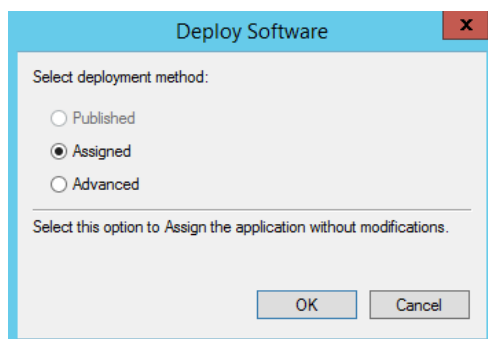 Deploy Software
x
Select deployment method:
Published
Assigned
Advanced
Select this option to Assign the application without modifications.
OK Cancel